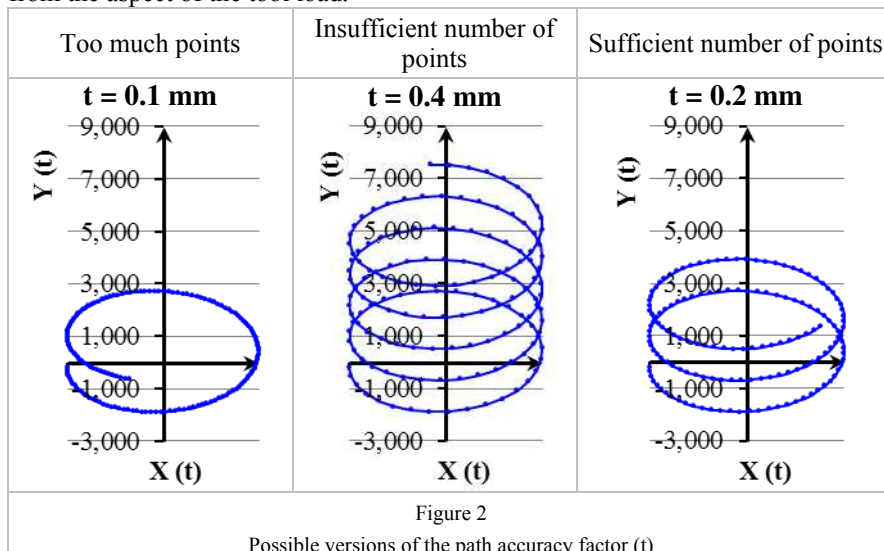 from the aspect of the tool load.
Too much points
Insufficient number of
points
Sufficient number of points
t = 0.1 mm
9,000
7,000
5,000
3,000
1,000
-1,000
-3,000
Y (t)
X (t)
t = 0.4 mm
9,000
7,000
5,000
3,000
1,000
-1,000
-3,000
X (t)
t = 0.2 mm
9,000
7,000
5,000
3,000
1,000
-1,000
-3,000
Y (t)
X (t)
Figure 2
Possible versions of the path accuracy factor (t)